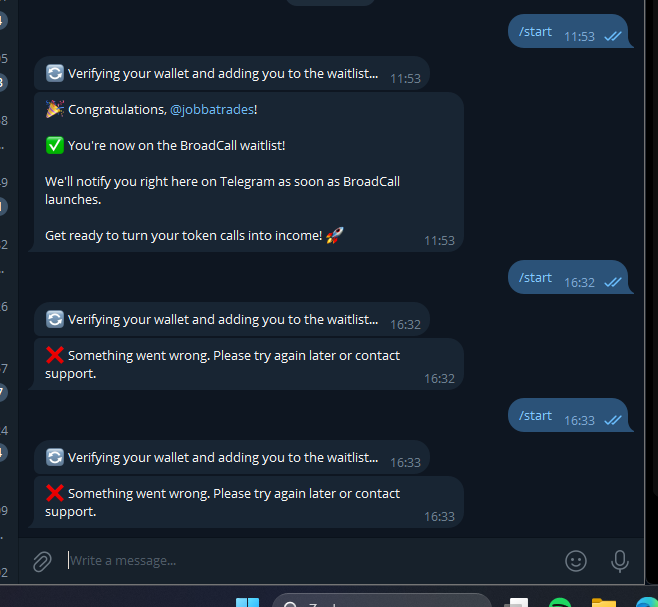 /start 11:53
Verifying your wallet and adding you to the waitlist... 11:53
Congratulations, @jobbatrades!
You're now on the BroadCall waitlist!
We'll notify you right here on Telegram as soon as BroadCall
launches.
Get ready to turn your token calls into income! 11:53
/start 16:32
Verifying your wallet and adding you to the waitlist... 16:32
Something went wrong. Please try again later or contact
support. 16:32
/start 16:33
Verifying your wallet and adding you to the waitlist... 16:33
Something went wrong. Please try again later or contact
support. 16:33
Write a message...